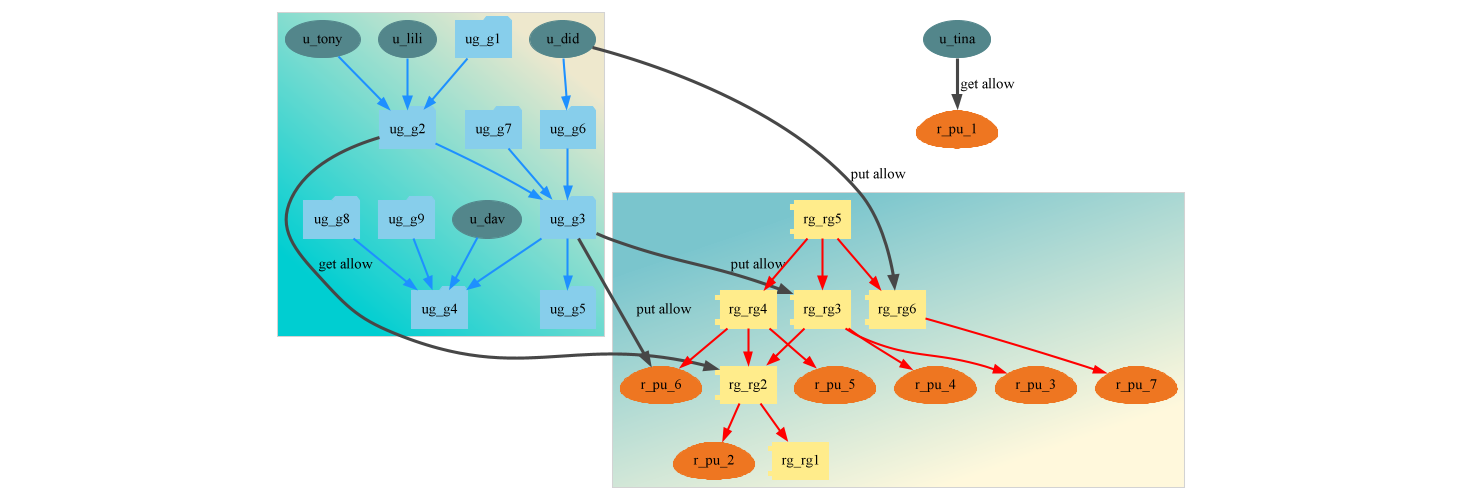 u_tony
u_lili
ug_g1
u_did
u_tina
get allow
ug_g2
ug_g7
ug_g6
r_pu_1
put allow
ug_g8
ug_g9
u_dav
ug_g3
rg_rg5
get allow
put allow
ug_g4
ug_g5
put allow
rg_rg4
rg_rg3
rg_rg6
r_pu_6
rg_rg2
r_pu_5
r_pu_4
r_pu_3
r_pu_7
r_pu_2
rg_rg1